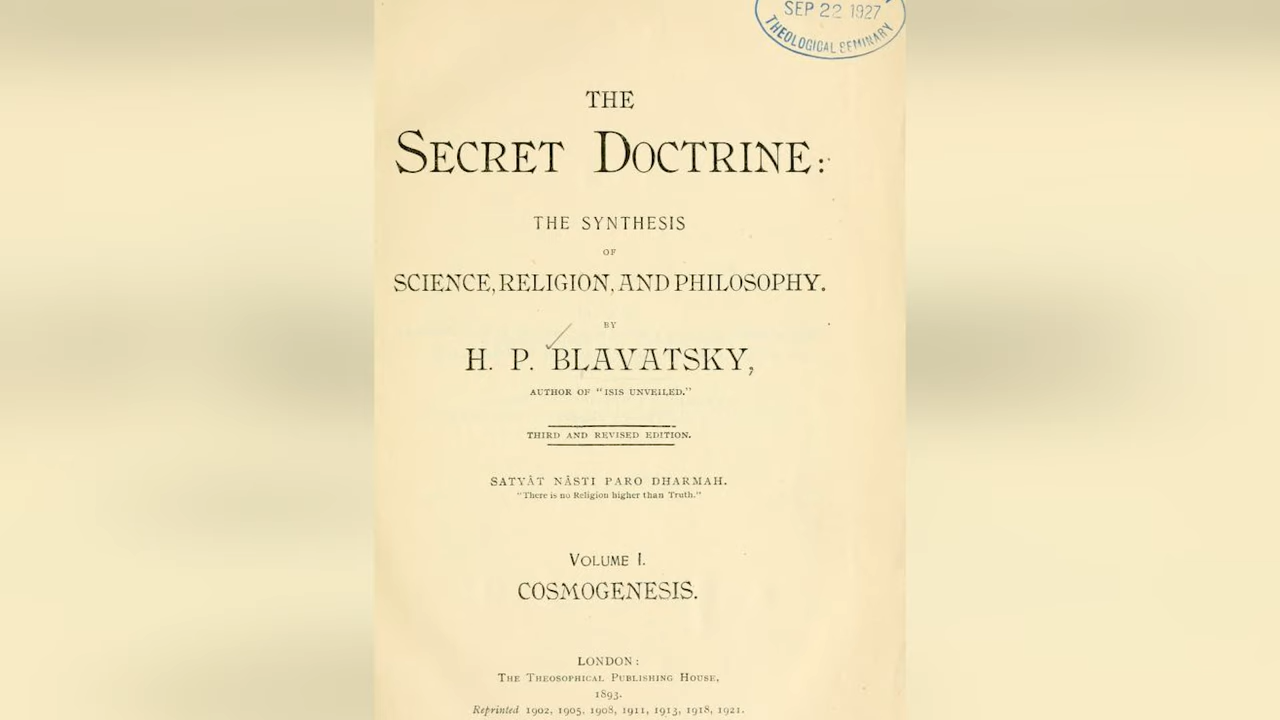 SEP 22 1927
THEOLOGICAL SEMINARY
THE
SECRET DOCTRINE:
THE SYNTHESIS
OF
SCIENCE, RELIGION, AND PHILOSOPHY.
BY
H. P. BLAVATSKY,
AUTHOR OF "ISIS UNVEILED."
THIRD AND REVISED EDITION.
SATYÂT NÂSTI PARO DHARMAH.
"There is no Religion higher than Truth."
VOLUME I.
COSMOGENESIS.
LONDON:
THE THEOSOPHICAL PUBLISHING HOUSE,
1893.
Reprinted 1902, 1905, 1908, 1911, 1913, 1918, 1921.